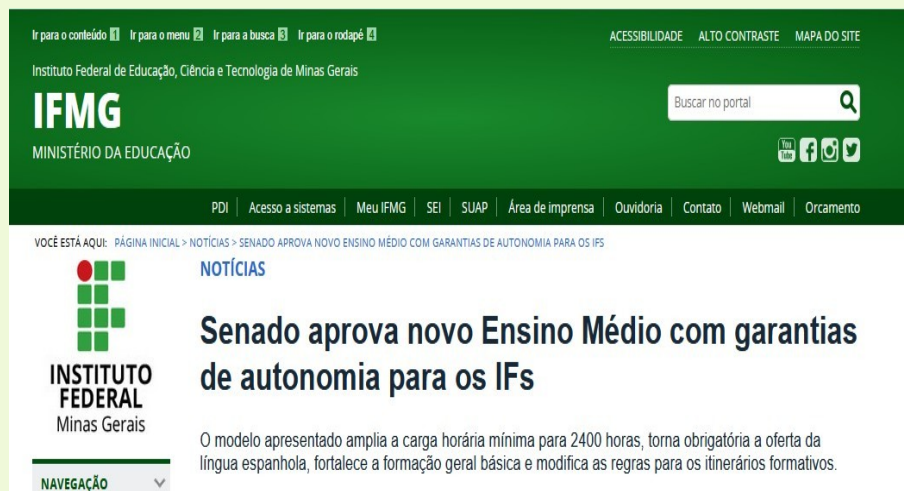 Ir para o conteúdo 1 Ir para o menu 2 Ir para a busca 3 Ir para o rodapé 4
ACESSIBILIDADE ALTO CONTRASTE MAPA DO SITE
Instituto Federal de Educação, Ciência e Tecnologia de Minas Gerais
IFMG
Buscar no portal
MINISTÉRIO DA EDUCAÇÃO
You Tube
PDI | Acesso a sistemas | Meu IFMG | SEI | SUAP | Área de imprensa | Ouvidoria | Contato | Webmail | Orcamento
VOCÊ ESTÁ AQUI: PÁGINA INICIAL > NOTÍCIAS > SENADO APROVA NOVO ENSINO MÉDIO COM GARANTIAS DE AUTONOMIA PARA OS IFS
INSTITUTO
FEDERAL
Minas Gerais
NAVEGAÇÃO
NOTÍCIAS
Senado aprova novo Ensino Médio com garantias
de autonomia para os IFs
O modelo apresentado amplia a carga horária mínima para 2400 horas, torna obrigatória a oferta da
língua espanhola, fortalece a formação geral básica e modifica as regras para os itinerários formativos.